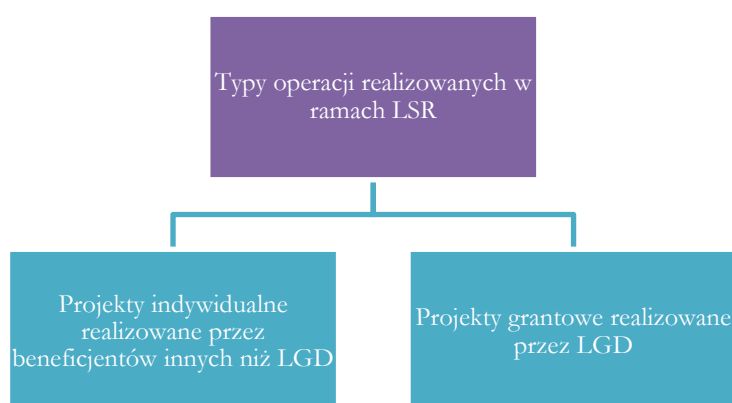 Typy operacji realizowanych w
ramach LSR
Projekty indywidualne
realizowane przez
beneficjentów innych niż LGD
Projekty grantowe realizowane
przez LGD